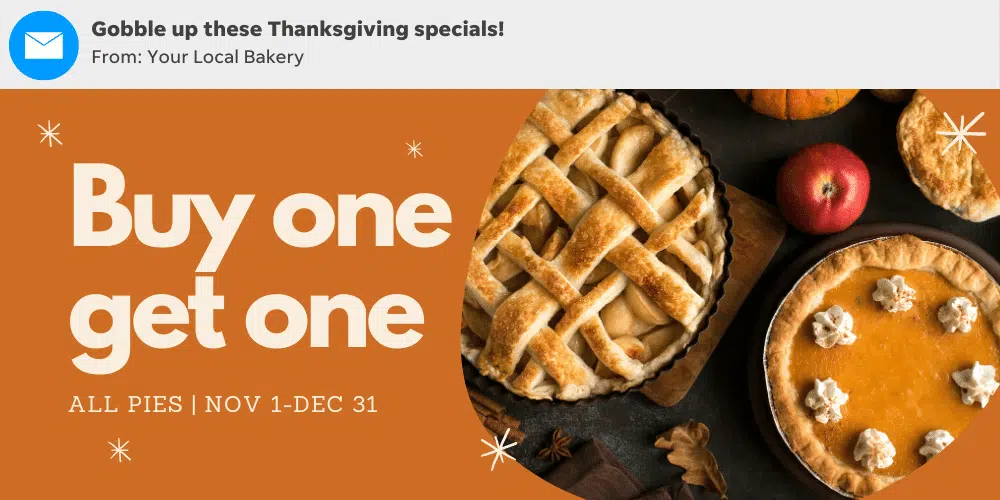 Gobble up these Thanksgiving specials!
From: Your Local Bakery
Buy one
get one
ALL PIES | NOV 1-DEC 31